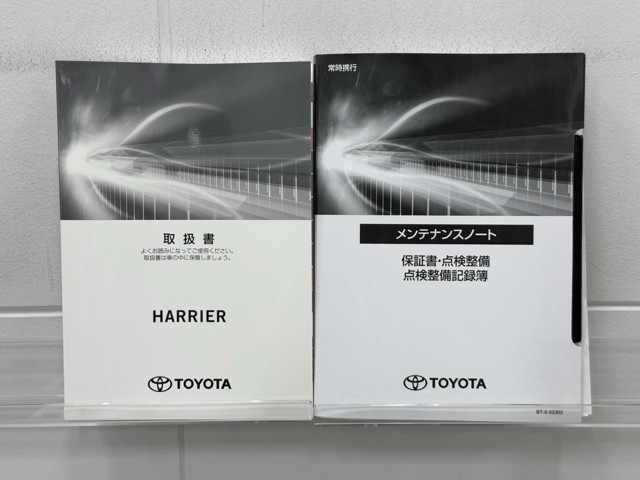 取扱書
よくお読みになってご使用ください。
取扱書は車の中に保管しましょう。
HARRIER
TOYOTA
常時携行
メンテナンスノート
保証書・点検整備
点検整備記録簿
TOYOTA